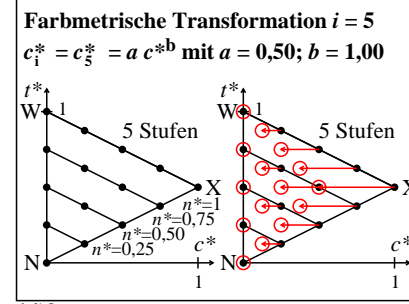 Farbmetrische Transformation i = 5
c*i = c*5 = a c*b mit a = 0,50; b = 1,00
t* t*
W 1 W 1
5 Stufen 5 Stufen
X X
n*=1
n*=0,75
n*=0,50
n*=0,25
c* c*
N N
1 1